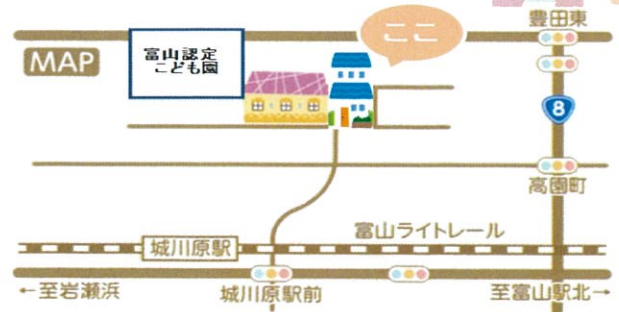 豊田東
ここ
MAP
富山認定
こども園
8
高園町
富山ライトレール
城川原駅
←至岩瀬浜
城川原駅前
至富山駅北→